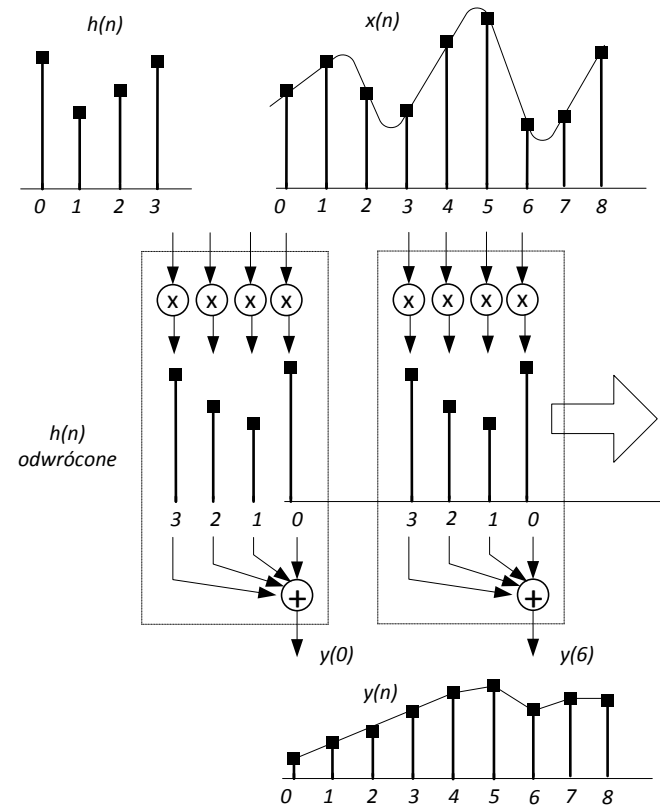 h(n)
x(n)
0 1 2 3
0 1 2 3 4 5 6 7 8
x x x x
x x x x
h(n)
odwrócone
3 2 1 0
3 2 1 0
+
+
y(0)
y(6)
y(n)
0 1 2 3 4 5 6 7 8